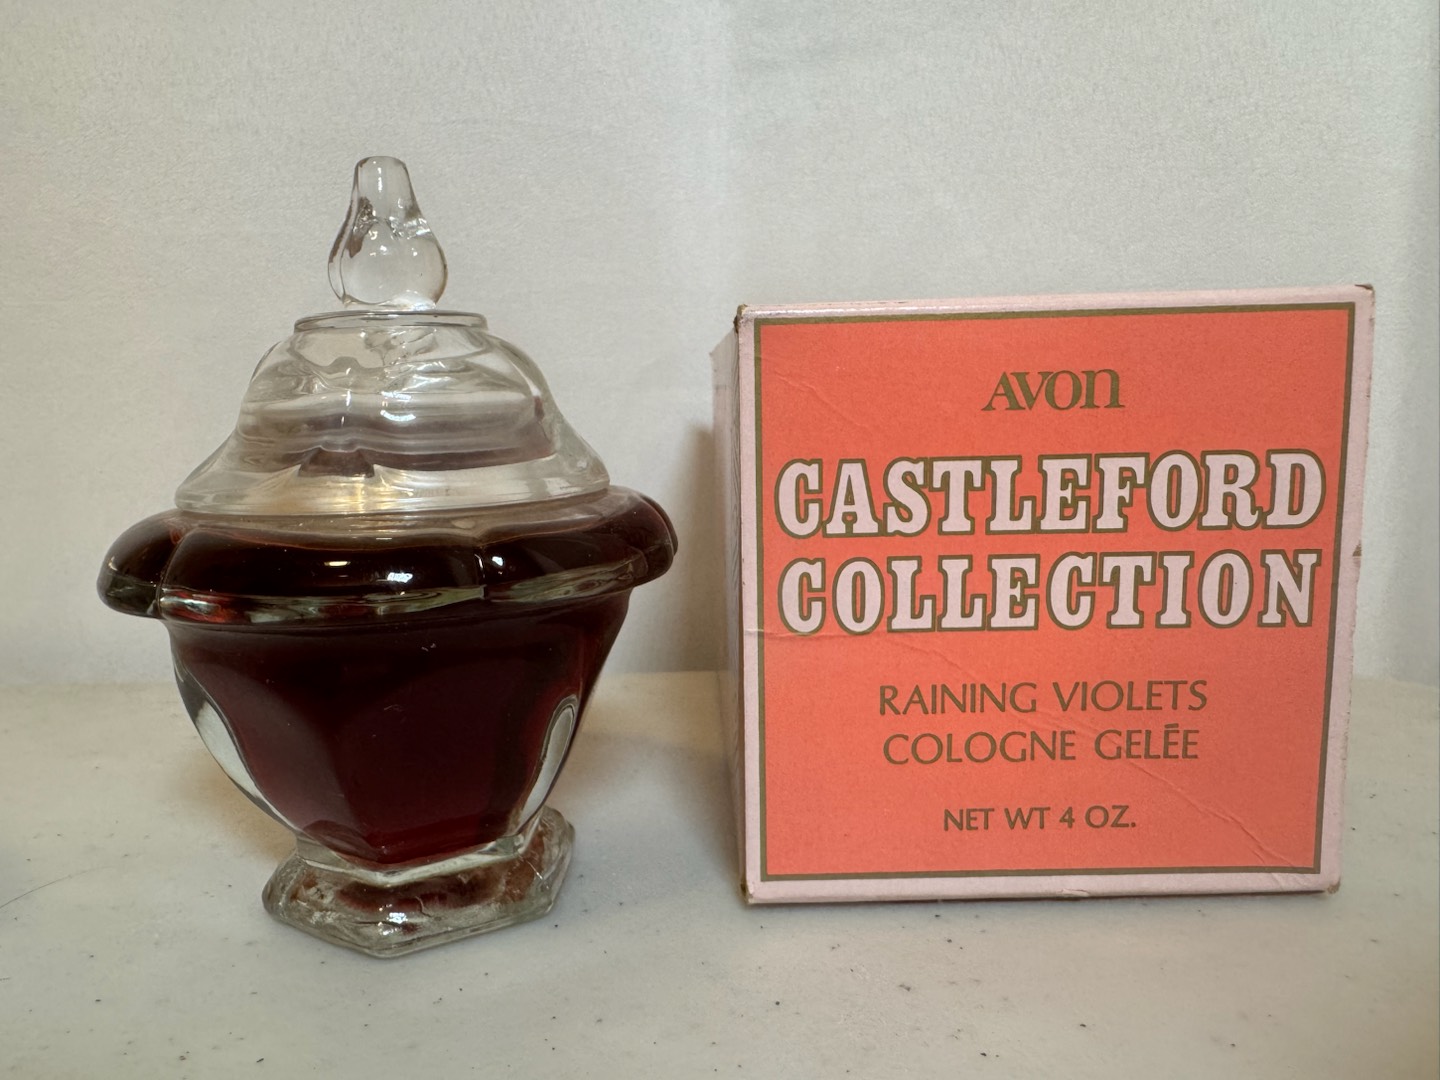 AVON
CASTLEFORD
COLLECTION
RAINING VIOLETS
COLOGNE GELÉE
NET WT 4 OZ.